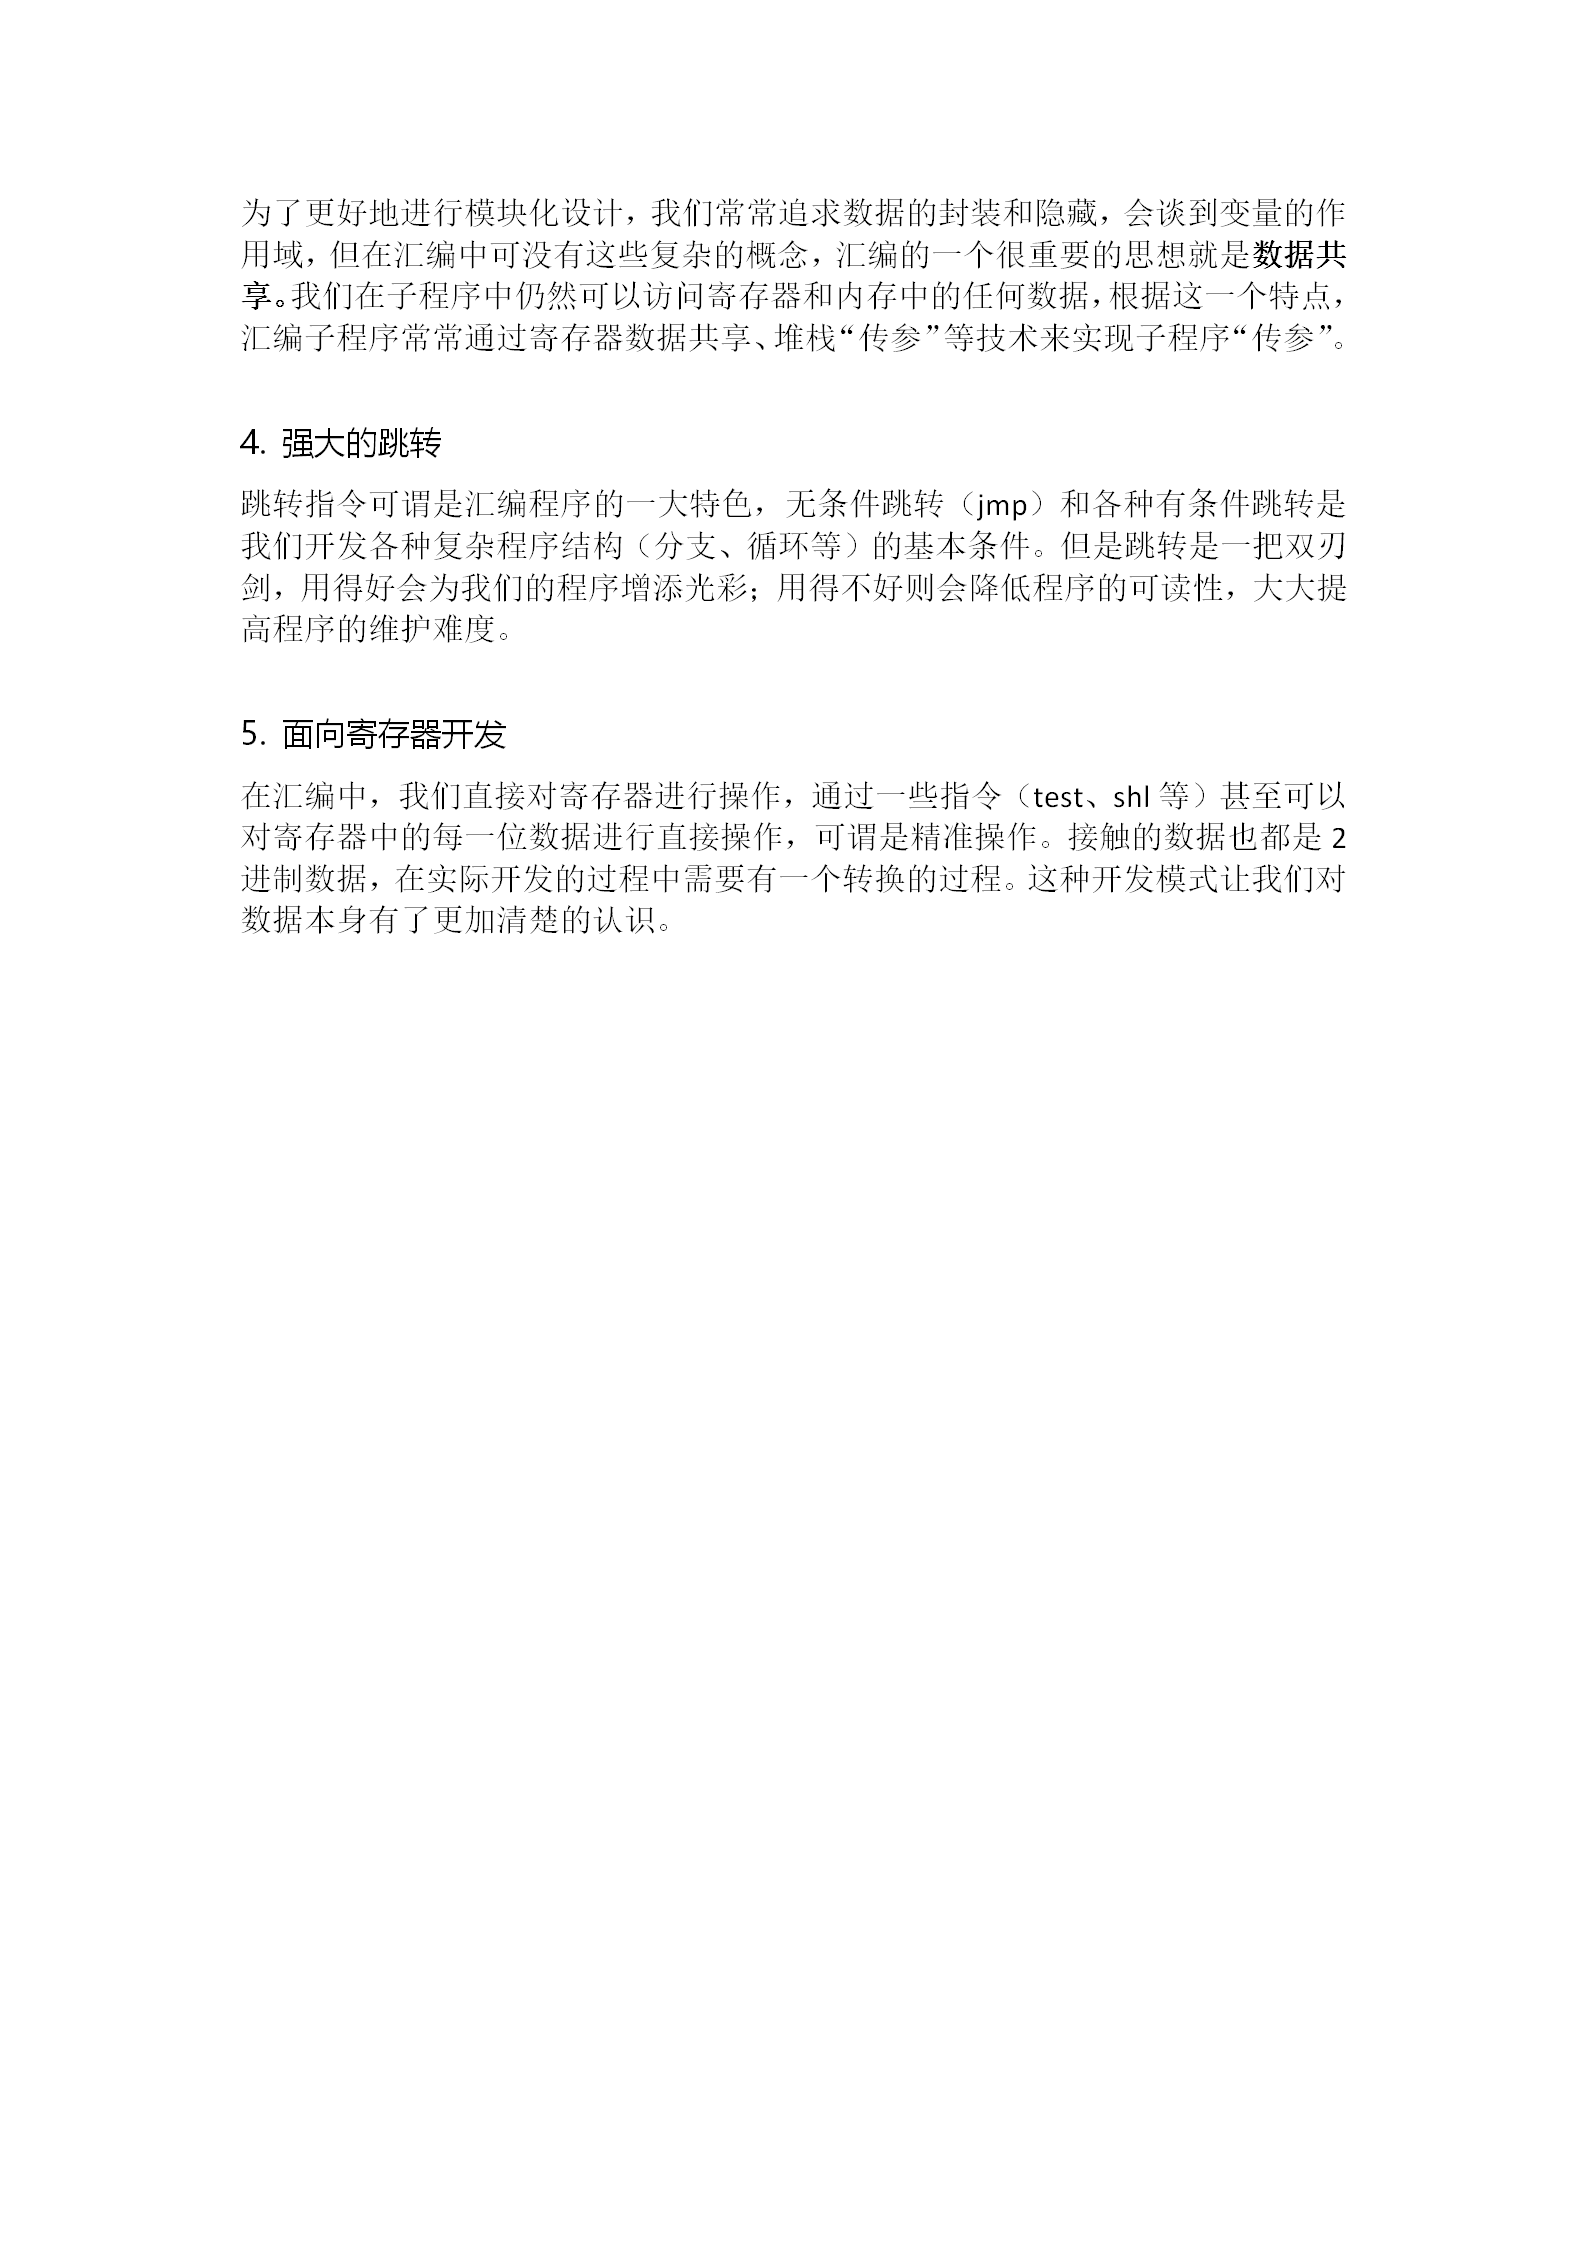 为了更好地进行模块化设计，我们常常追求数据的封装和隐藏，会谈到变量的作
用域，但在汇编中可没有这些复杂的概念，汇编的一个很重要的思想就是数据共
享。我们在子程序中仍然可以访问寄存器和内存中的任何数据，根据这一个特点，
汇编子程序常常通过寄存器数据共享、堆栈“传参”等技术来实现子程序“传参”。
4. 强大的跳转
跳转指令可谓是汇编程序的一大特色，无条件跳转（jmp）和各种有条件跳转是
我们开发各种复杂程序结构（分支、循环等）的基本条件。但是跳转是一把双刃
剑，用得好会为我们的程序增添光彩；用得不好则会降低程序的可读性，大大提
高程序的维护难度。
5. 面向寄存器开发
在汇编中，我们直接对寄存器进行操作，通过一些指令（test、shl 等）甚至可以
对寄存器中的每一位数据进行直接操作，可谓是精准操作。接触的数据也都是 2
进制数据，在实际开发的过程中需要有一个转换的过程。这种开发模式让我们对
数据本身有了更加清楚的认识。